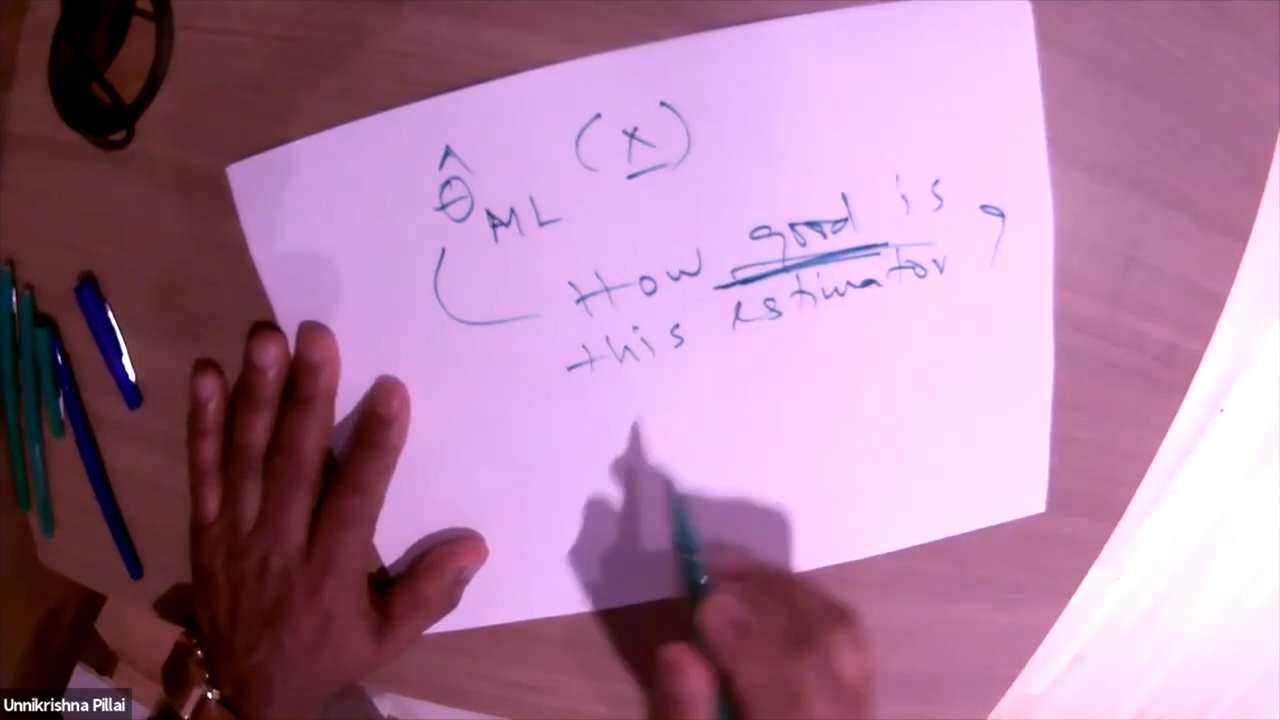 θ̂ML (x)
How good is
this estimator ?
Unnikrishna Pillai